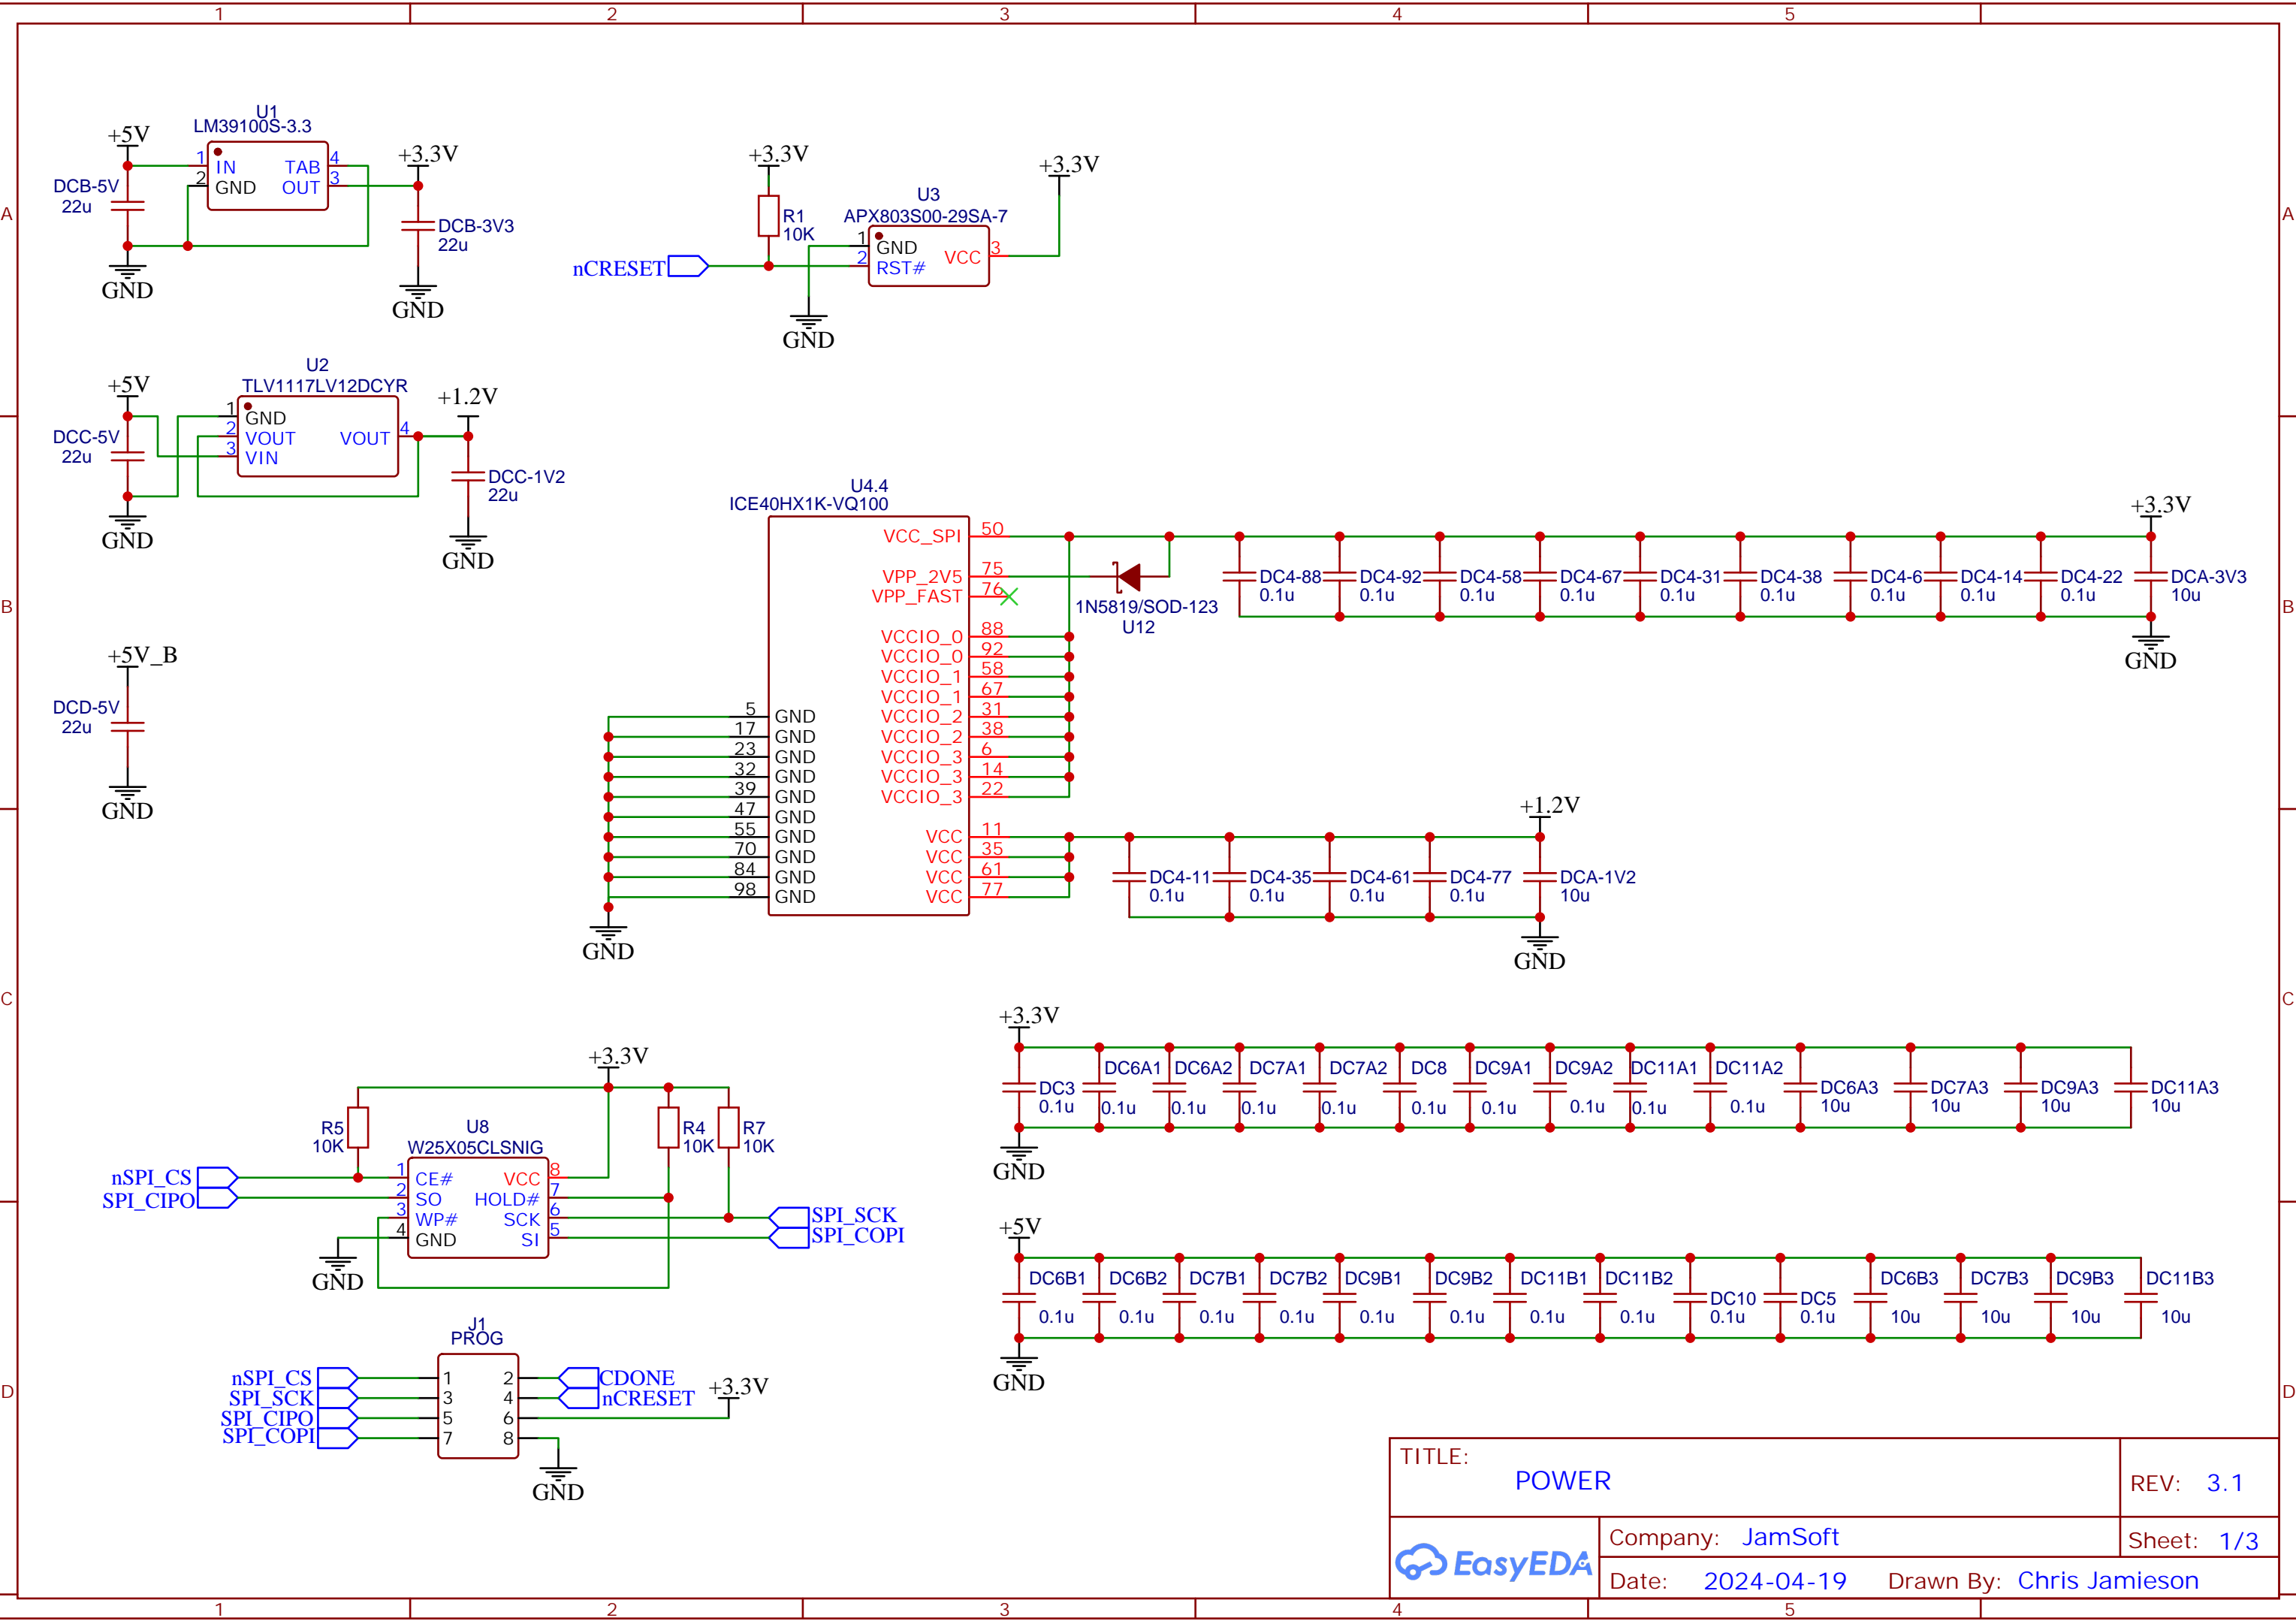 1 2 3 4 5
A
B
C
D
A
B
C
D
U1
LM39100S-3.3
+5V
1 IN
2 GND
TAB 4
OUT 3
+3.3V
DCB-5V
22u
DCB-3V3
22u
GND
GND
+3.3V
R1
10K
nCRESET
U3
APX803S00-29SA-7
1 GND
2 RST#
VCC 3
+3.3V
GND
U2
TLV1117LV12DCYR
+5V
1 GND
2 VOUT
3 VIN
VOUT 4
+1.2V
DCC-5V
22u
DCC-1V2
22u
GND
GND
+5V_B
DCD-5V
22u
GND
U4.4
ICE40HX1K-VQ100
VCC_SPI 50
VPP_2V5 75
VPP_FAST 76
VCCIO_0 88
VCCIO_0 92
VCCIO_1 58
VCCIO_1 67
VCCIO_2 31
VCCIO_2 38
VCCIO_3 6
VCCIO_3 14
VCCIO_3 22
VCC 11
VCC 35
VCC 61
VCC 77
5 GND
17 GND
23 GND
32 GND
39 GND
47 GND
55 GND
70 GND
84 GND
98 GND
GND
1N5819/SOD-123
U12
+3.3V
DC4-88 DC4-92 DC4-58 DC4-67 DC4-31 DC4-38 DC4-6 DC4-14 DC4-22 DCA-3V3
0.1u 0.1u 0.1u 0.1u 0.1u 0.1u 0.1u 0.1u 0.1u 10u
GND
+1.2V
DC4-11 DC4-35 DC4-61 DC4-77 DCA-1V2
0.1u 0.1u 0.1u 0.1u 10u
GND
+3.3V
DC6A1 DC6A2 DC7A1 DC7A2 DC8 DC9A1 DC9A2 DC11A1 DC11A2
DC3 DC6A3 DC7A3 DC9A3 DC11A3
0.1u 0.1u 0.1u 0.1u 0.1u 0.1u 0.1u 0.1u 0.1u 0.1u 10u 10u 10u 10u
GND
+5V
DC6B1 DC6B2 DC7B1 DC7B2 DC9B1 DC9B2 DC11B1 DC11B2 DC6B3 DC7B3 DC9B3 DC11B3
DC10 DC5
0.1u 0.1u 0.1u 0.1u 0.1u 0.1u 0.1u 0.1u 0.1u 0.1u 10u 10u 10u 10u
GND
+3.3V
R5
10K
U8
W25X05CLSNIG
R4
10K
R7
10K
nSPI_CS
SPI_CIPO
1 CE#
2 SO
3 WP#
4 GND
VCC 8
HOLD# 7
SCK 6
SI 5
SPI_SCK
SPI_COPI
GND
J1
PROG
nSPI_CS 1 2 CDONE
SPI_SCK 3 4 nCRESET
SPI_CIPO 5 6 +3.3V
SPI_COPI 7 8
GND
TITLE:
POWER
REV: 3.1
EasyEDA
Company: JamSoft
Sheet: 1/3
Date: 2024-04-19 Drawn By: Chris Jamieson
1 2 3 4 5